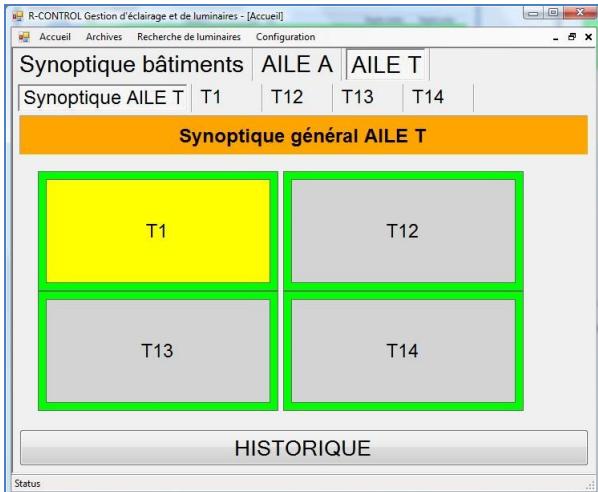 R-CONTROL Gestion d'éclairage et de luminaires - [Accueil]
Accueil Archives Recherche de luminaires Configuration
Synoptique bâtiments AILE A AILE T
Synoptique AILE T T1 T12 T13 T14
Synoptique général AILE T
T1 T12
T13 T14
HISTORIQUE
Status